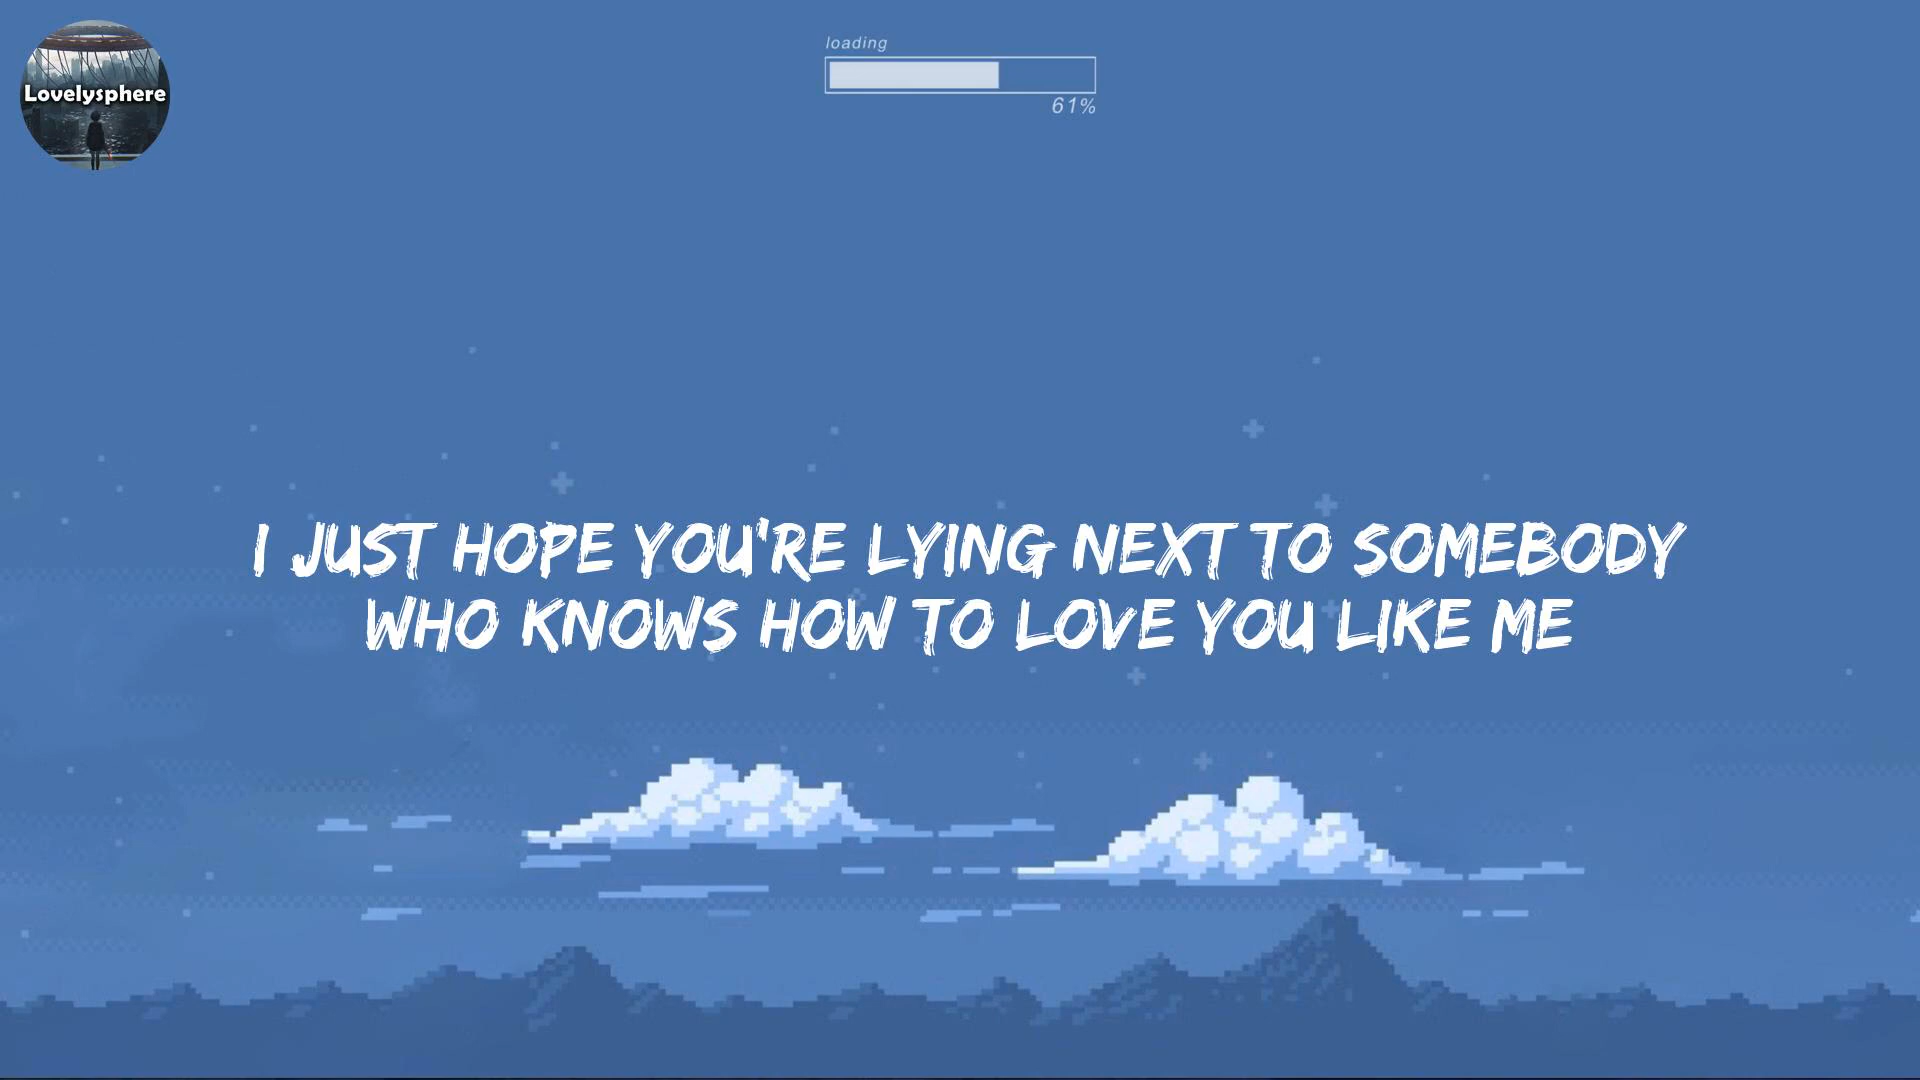 Lovelysphere
loading
61%
I JUST HOPE YOU'RE LYING NEXT TO SOMEBODY
WHO KNOWS HOW TO LOVE YOU LIKE ME